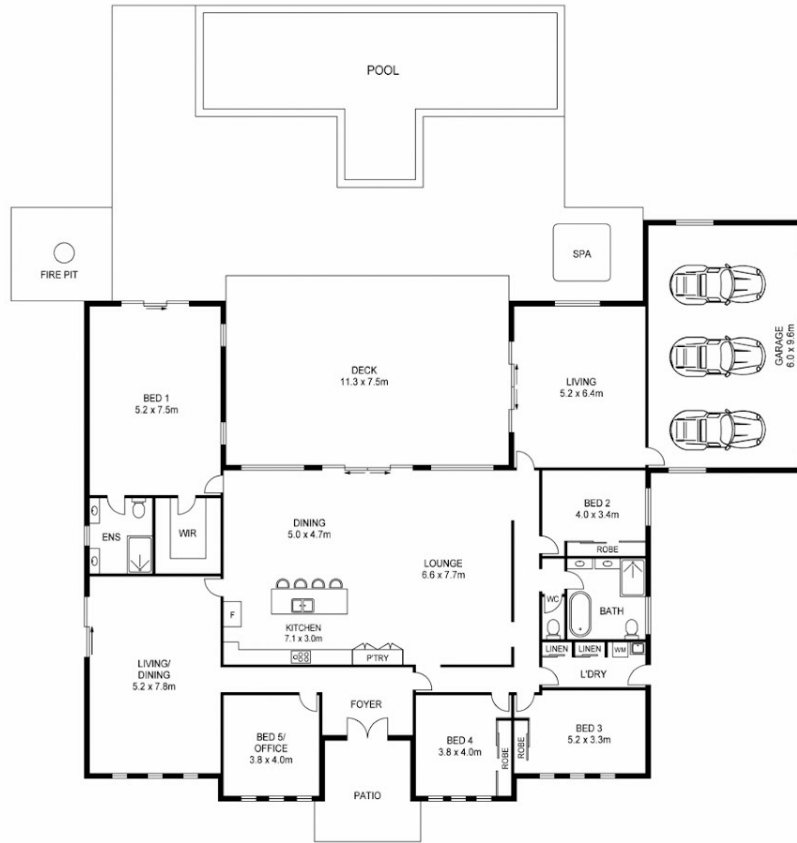 POOL
FIRE PIT
SPA
GARAGE
6.0 x 9.6m
BED 1
5.2 x 7.5m
DECK
11.3 x 7.5m
LIVING
5.2 x 6.4m
ENS
WIR
DINING
5.0 x 4.7m
LOUNGE
6.6 x 7.7m
BED 2
4.0 x 3.4m
ROBE
WC
BATH
F
KITCHEN
7.1 x 3.0m
P'TRY
LINEN
LINEN
WM
L'DRY
LIVING/
DINING
5.2 x 7.8m
FOYER
BED 5/
OFFICE
3.8 x 4.0m
BED 4
3.8 x 4.0m
ROBE
ROBE
BED 3
5.2 x 3.3m
PATIO